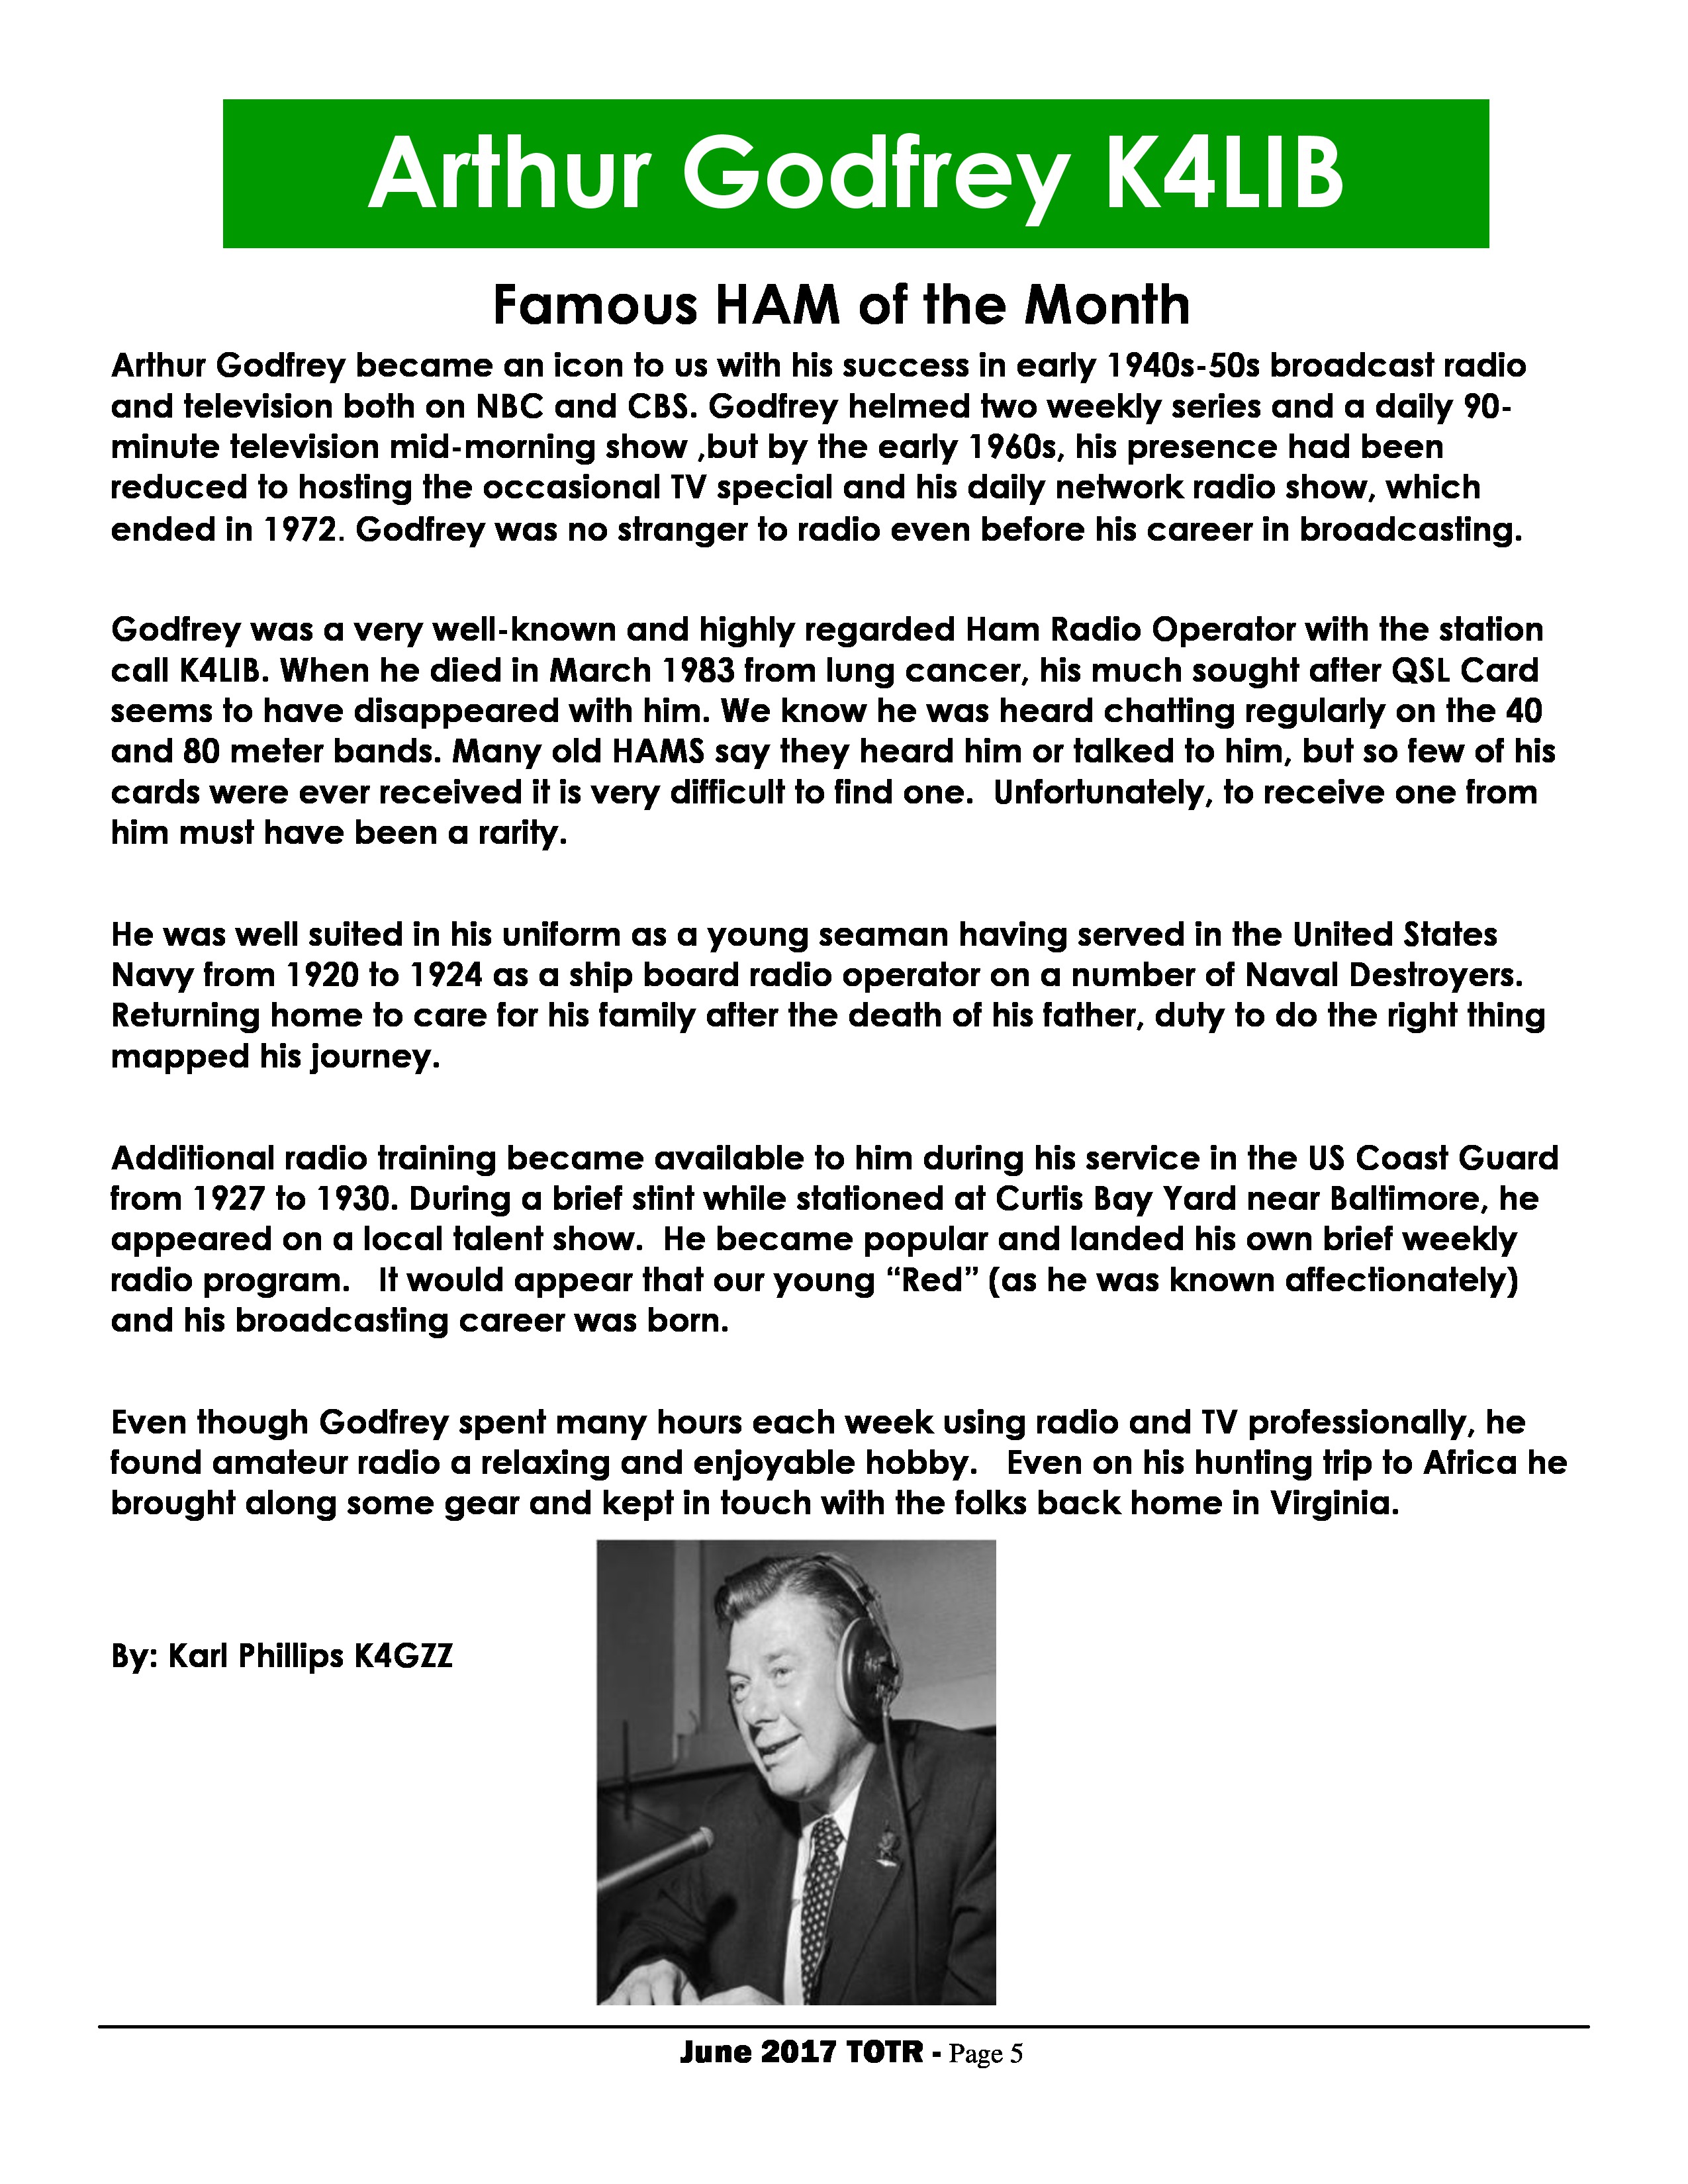 Arthur Godfrey K4LIB
Famous HAM of the Month
Arthur Godfrey became an icon to us with his success in early 1940s-50s broadcast radio
and television both on NBC and CBS. Godfrey helmed two weekly series and a daily 90-
minute television mid-morning show ,but by the early 1960s, his presence had been
reduced to hosting the occasional TV special and his daily network radio show, which
ended in 1972. Godfrey was no stranger to radio even before his career in broadcasting.
Godfrey was a very well-known and highly regarded Ham Radio Operator with the station
call K4LIB. When he died in March 1983 from lung cancer, his much sought after QSL Card
seems to have disappeared with him. We know he was heard chatting regularly on the 40
and 80 meter bands. Many old HAMS say they heard him or talked to him, but so few of his
cards were ever received it is very difficult to find one.  Unfortunately, to receive one from
him must have been a rarity.
He was well suited in his uniform as a young seaman having served in the United States
Navy from 1920 to 1924 as a ship board radio operator on a number of Naval Destroyers.
Returning home to care for his family after the death of his father, duty to do the right thing
mapped his journey.
Additional radio training became available to him during his service in the US Coast Guard
from 1927 to 1930. During a brief stint while stationed at Curtis Bay Yard near Baltimore, he
appeared on a local talent show.  He became popular and landed his own brief weekly
radio program.   It would appear that our young “Red” (as he was known affectionately)
and his broadcasting career was born.
Even though Godfrey spent many hours each week using radio and TV professionally, he
found amateur radio a relaxing and enjoyable hobby.   Even on his hunting trip to Africa he
brought along some gear and kept in touch with the folks back home in Virginia.
By: Karl Phillips K4GZZ
June 2017 TOTR - Page 5